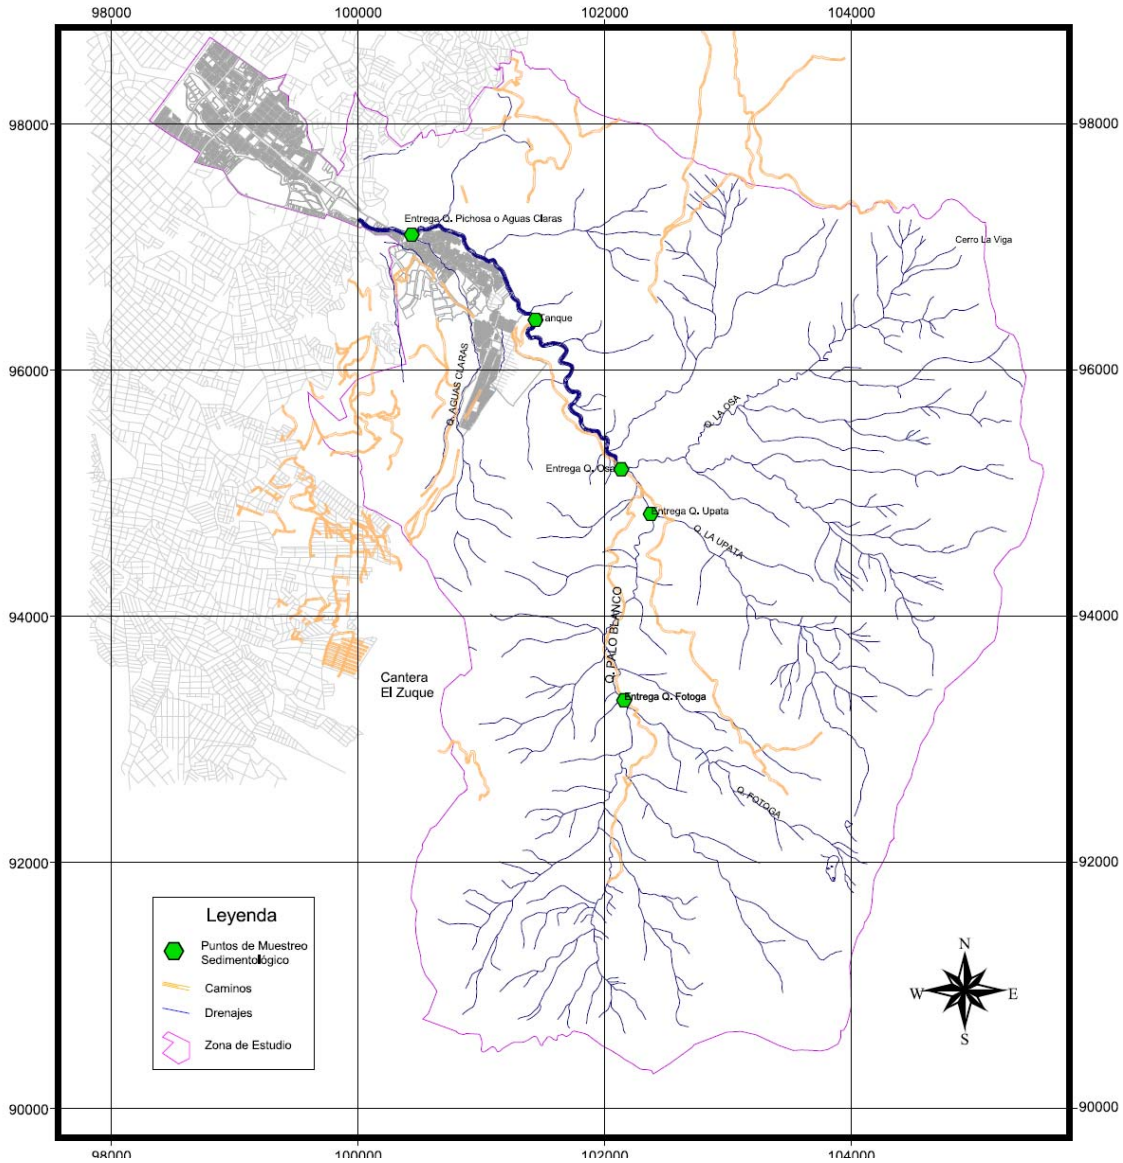 98000
100000
102000
104000
98000
98000
Entrega Q. Pichosa o Aguas Claras
Cerro La Viga
Tanque
96000
96000
Q. AGUAS CLARAS
Q. LA OSA
Entrega Q. Osa
Entrega Q. Upata
Q. LA UPATA
94000
94000
Q. PALO BLANCO
Cantera
El Zuque
Entrega Q. Fotoga
Q. FOTOGA
92000
92000
Leyenda
Puntos de Muestreo
Sedimentológico
Caminos
Drenajes
Zona de Estudio
N
W
E
S
90000
90000
98000
100000
102000
104000